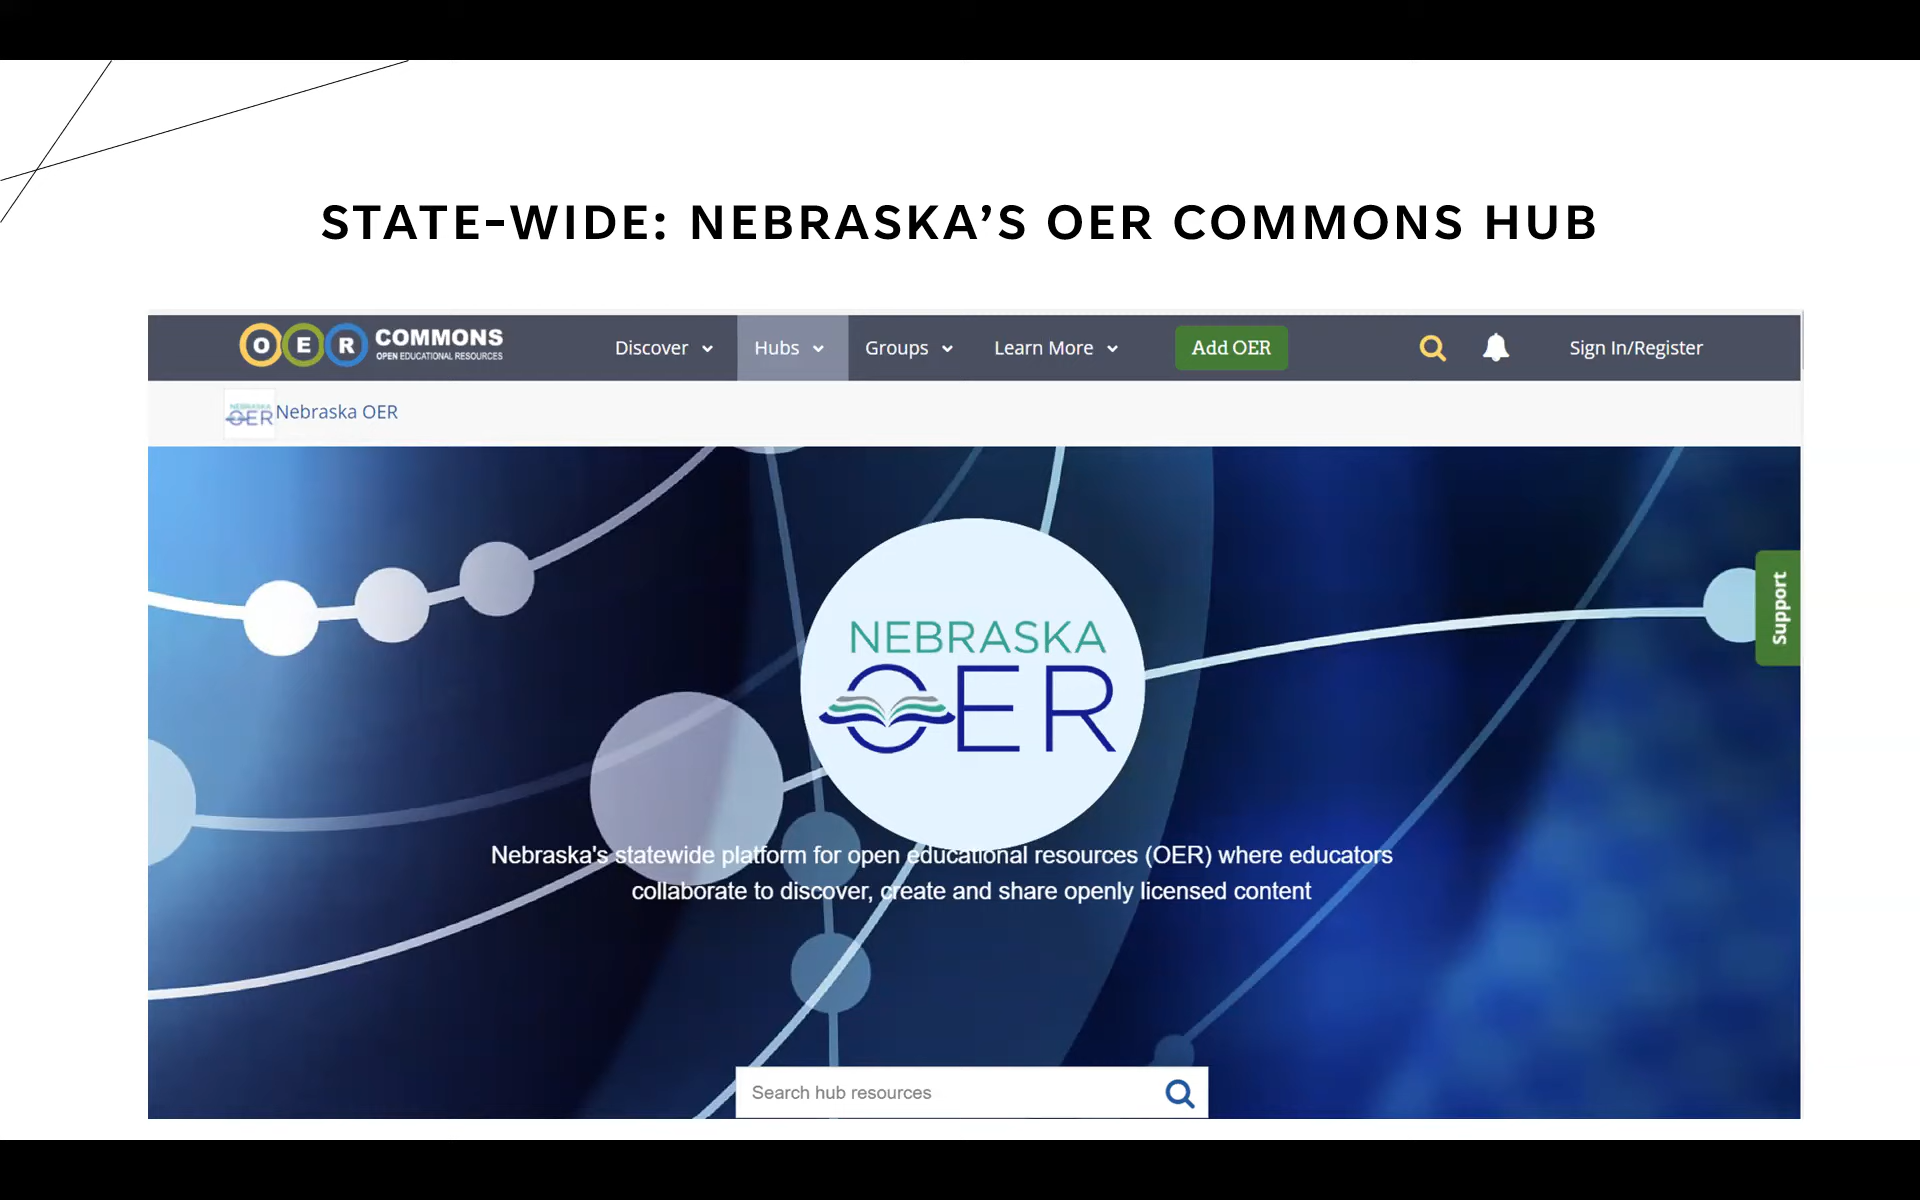 STATE-WIDE: NEBRASKA’S OER COMMONS HUB
O E R COMMONS
OPEN EDUCATIONAL RESOURCES
Discover Hubs Groups Learn More Add OER Sign In/Register
NEBRASKA
OER
Nebraska OER
NEBRASKA
OER
Support
Nebraska's statewide platform for open educational resources (OER) where educators
collaborate to discover, create and share openly licensed content
Search hub resources